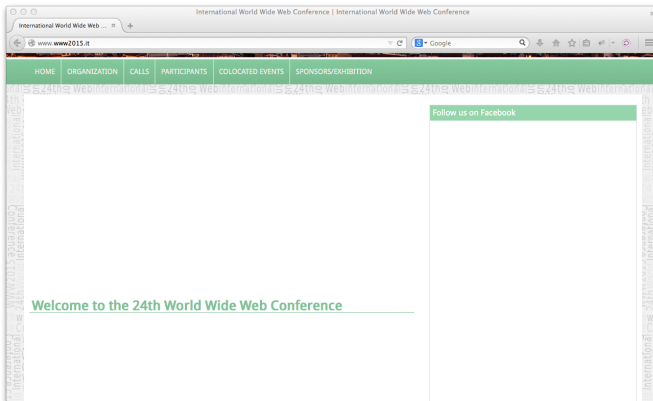 International World Wide Web Conference | International World Wide Web Conference
International World Wide Web ...
www.www2015.it
Google
HOME ORGANIZATION CALLS PARTICIPANTS COLOCATED EVENTS SPONSORS/EXHIBITION
Follow us on Facebook
Welcome to the 24th World Wide Web Conference